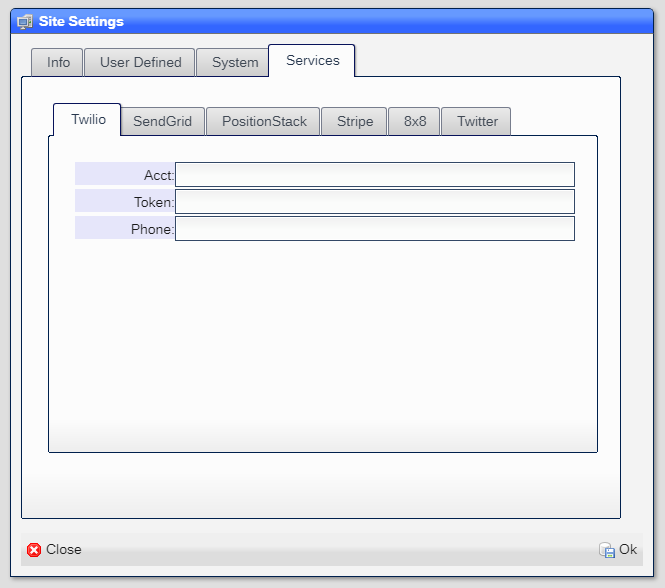 Site Settings
Info User Defined System Services
Twilio SendGrid PositionStack Stripe 8x8 Twitter
Acct:
Token:
Phone:
Close Ok